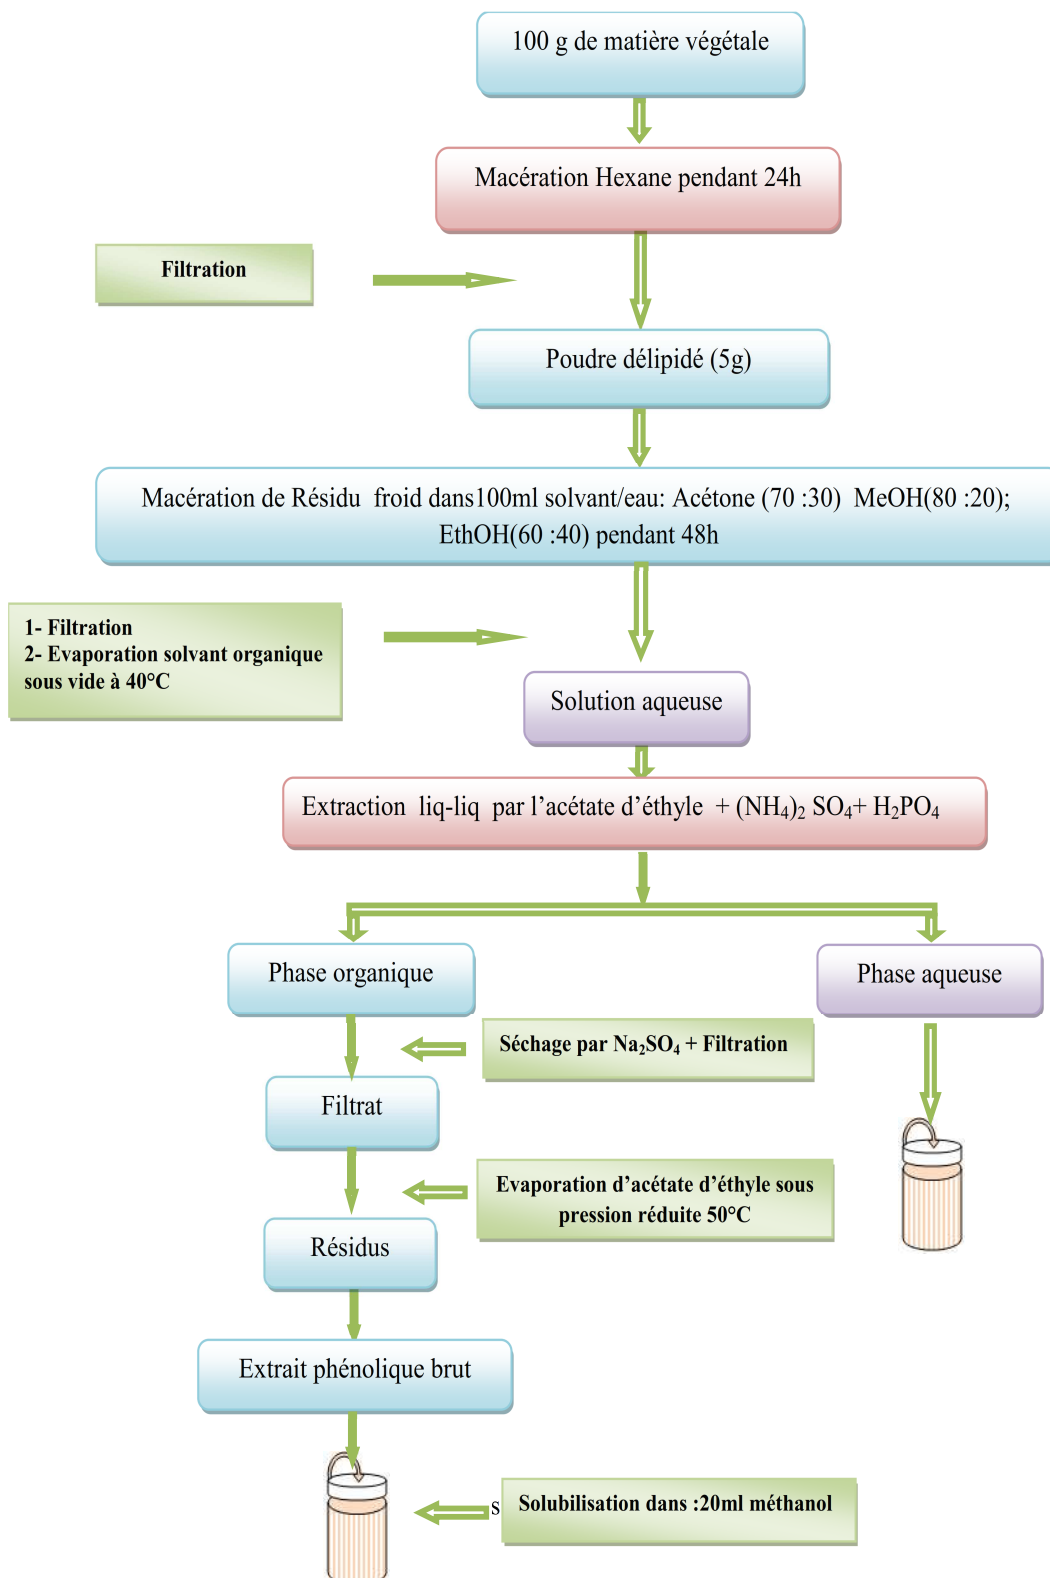 100 g de matière végétale
Macération Hexane pendant 24h
Filtration
Poudre délipidé (5g)
Macération de Résidu froid dans100ml solvant/eau: Acétone (70 :30) MeOH(80 :20);
EthOH(60 :40) pendant 48h
1- Filtration
2- Evaporation solvant organique
sous vide à 40°C
Solution aqueuse
Extraction liq-liq par l'acétate d'éthyle + (NH₄)₂ SO₄+ H₂PO₄
Phase organique
Phase aqueuse
Séchage par Na₂SO₄ + Filtration
Filtrat
Evaporation d'acétate d'éthyle sous
pression réduite 50°C
Résidus
Extrait phénolique brut
s Solubilisation dans :20ml méthanol